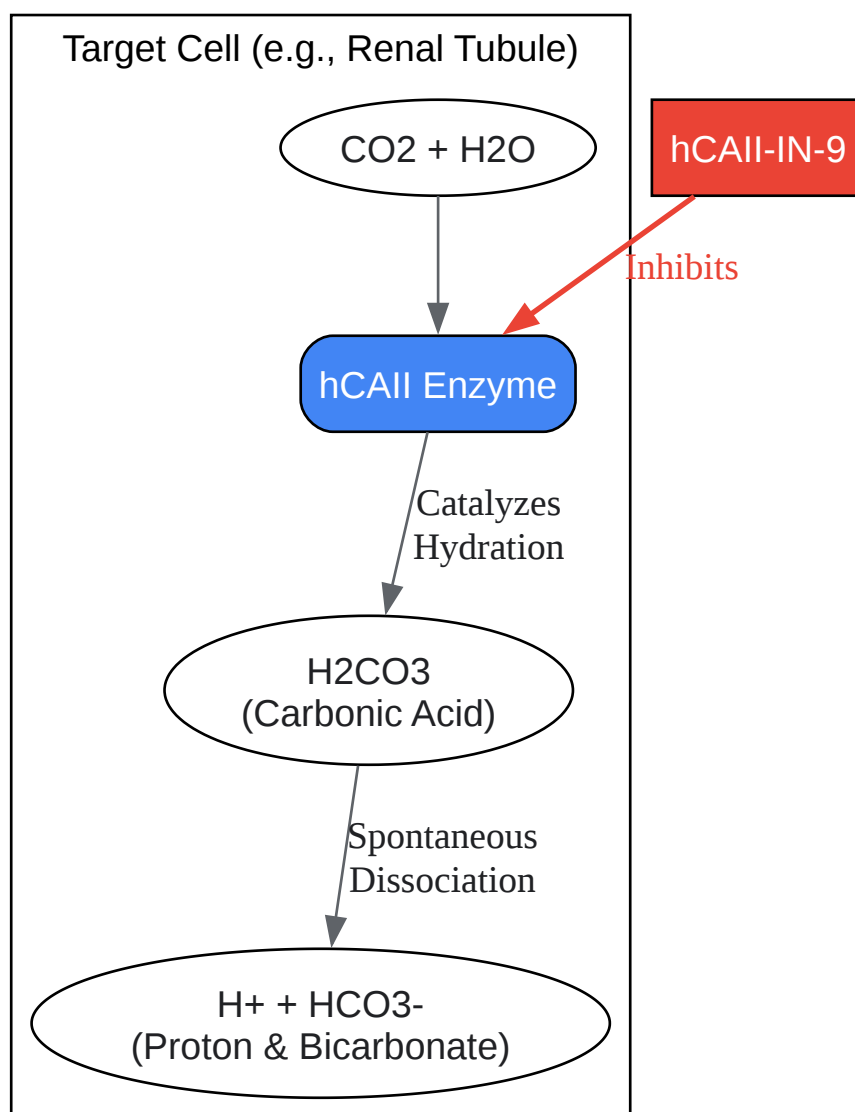 Target Cell (e.g., Renal Tubule)
CO2 + H2O
hCAII-IN-9
Inhibits
hCAII Enzyme
Catalyzes
Hydration
H2CO3
(Carbonic Acid)
Spontaneous
Dissociation
H+ + HCO3-
(Proton & Bicarbonate)